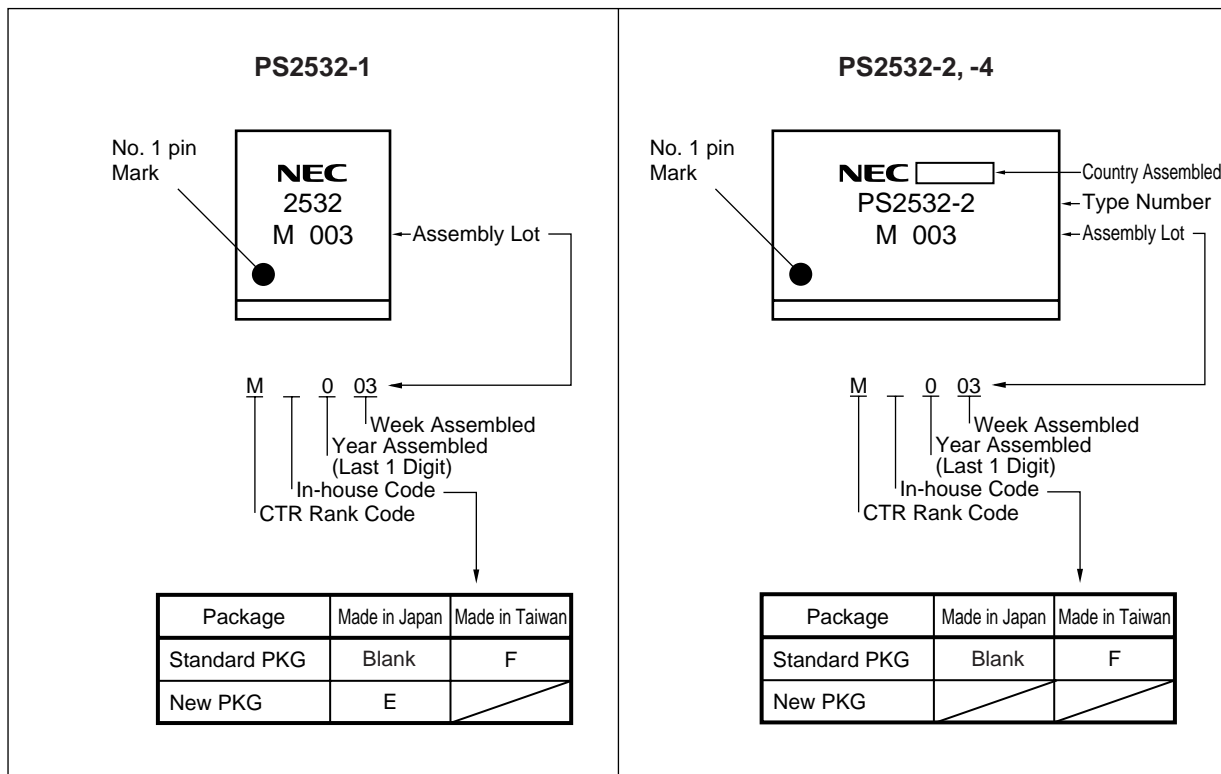 PS2532-1
No. 1 pin
Mark
NEC
2532
M 003
Assembly Lot
M 0 03
Week Assembled
Year Assembled
(Last 1 Digit)
In-house Code
CTR Rank Code
Package Made in Japan Made in Taiwan
Standard PKG Blank F
New PKG E
PS2532-2, -4
No. 1 pin
Mark
NEC
Country Assembled
PS2532-2
Type Number
M 003
Assembly Lot
M 0 03
Week Assembled
Year Assembled
(Last 1 Digit)
In-house Code
CTR Rank Code
Package Made in Japan Made in Taiwan
Standard PKG Blank F
New PKG